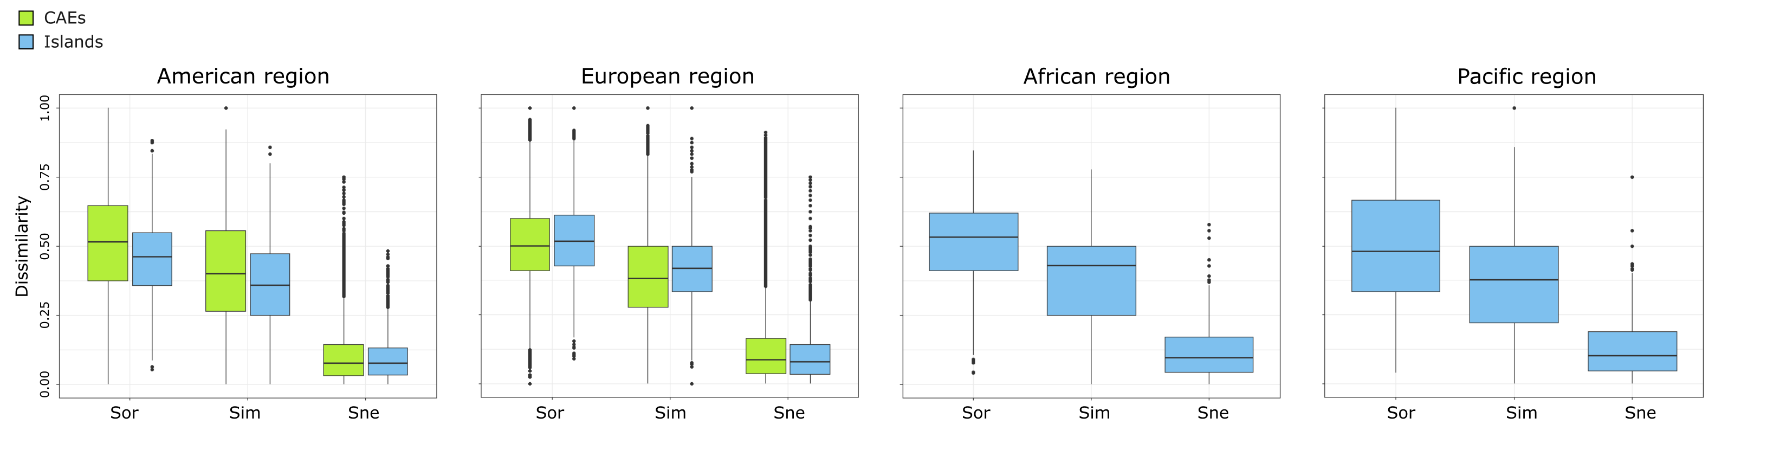 CAEs
Islands
American region
European region
African region
Pacific region
Dissimilarity
1.00
0.75
0.50
0.25
0.00
Sor Sim Sne
Sor Sim Sne
Sor Sim Sne
Sor Sim Sne